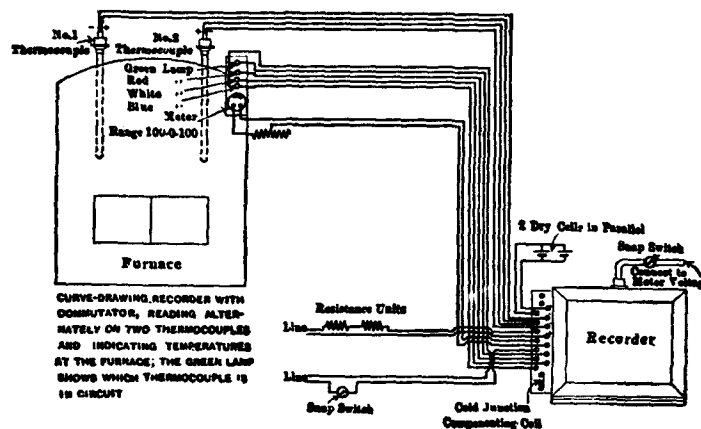 No.1
Thermocouple
No.2
Thermocouple
Green Lamp
Red "
White "
Blue "
Meter
Range 100-0-100
Furnace
2 Dry Cells in Parallel
Snap Switch
Connect to
Motor Voltage
Recorder
Resistance Units
Line
Line
Snap Switch
Cold Junction
Compensating Coil
CURVE-DRAWING RECORDER WITH
COMMUTATOR, READING ALTER-
NATELY ON TWO THERMOCOUPLES
AND INDICATING TEMPERATURES
AT THE FURNACE; THE GREEN LAMP
SHOWS WHICH THERMOCOUPLE IS
IN CIRCUIT